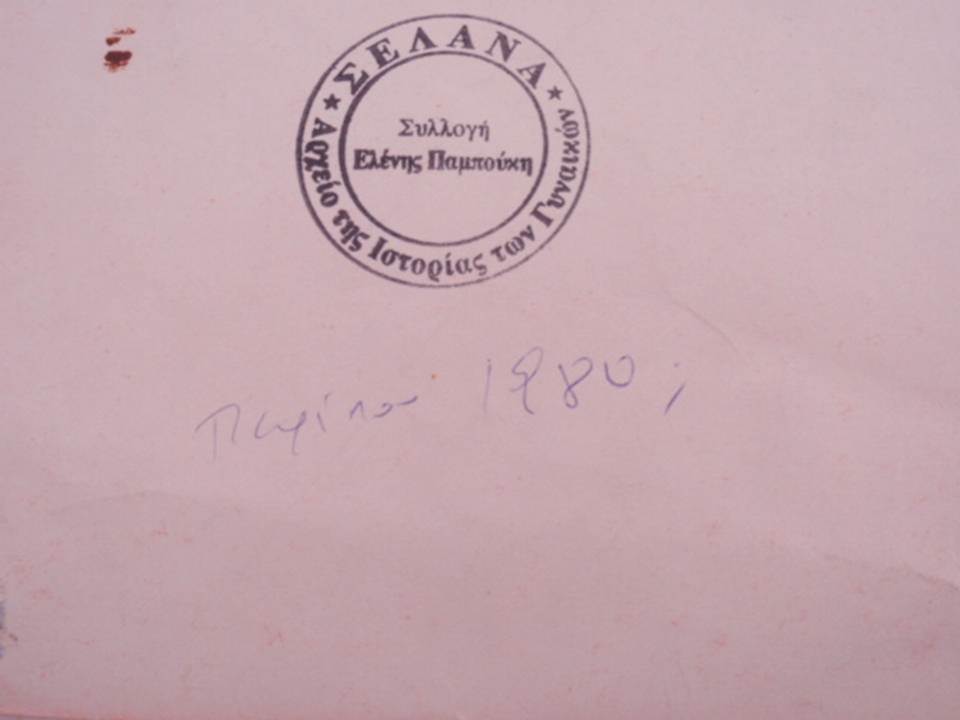 ★ ΣΕΛΑΝΑ ★
Αρχείο της Ιστορίας των Γυναικών
Συλλογή
Ελένης Παμπούκη
Περίπου 1980;